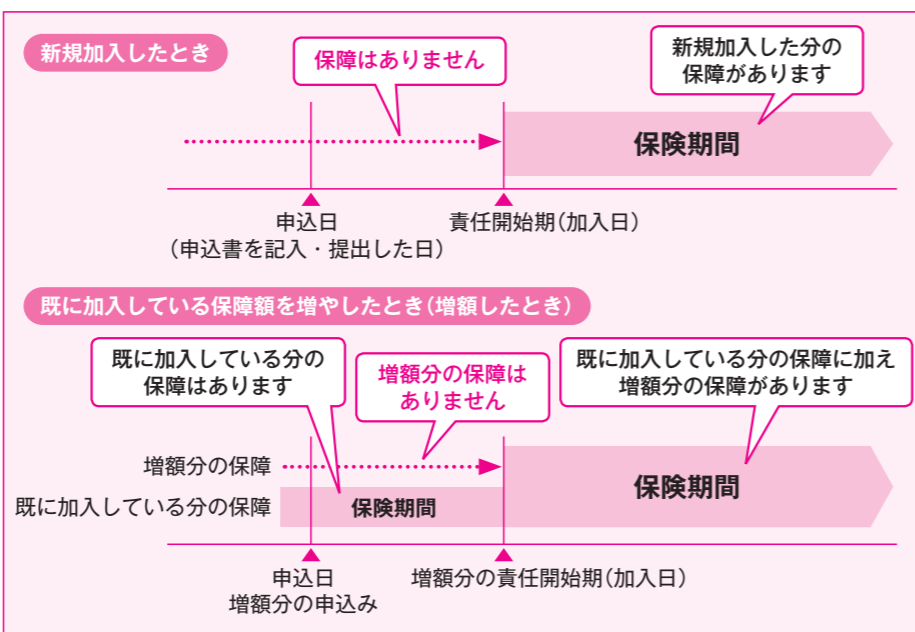 新規加入したとき
保障はありません
新規加入した分の
保障があります
保険期間
申込日
(申込書を記入・提出した日)
責任開始期(加入日)
既に加入している保障額を増やしたとき(増額したとき)
既に加入している分の
保障はあります
増額分の保障は
ありません
既に加入している分の保障に加え
増額分の保障があります
増額分の保障
既に加入している分の保障
保険期間
保険期間
申込日
増額分の申込み
増額分の責任開始期(加入日)